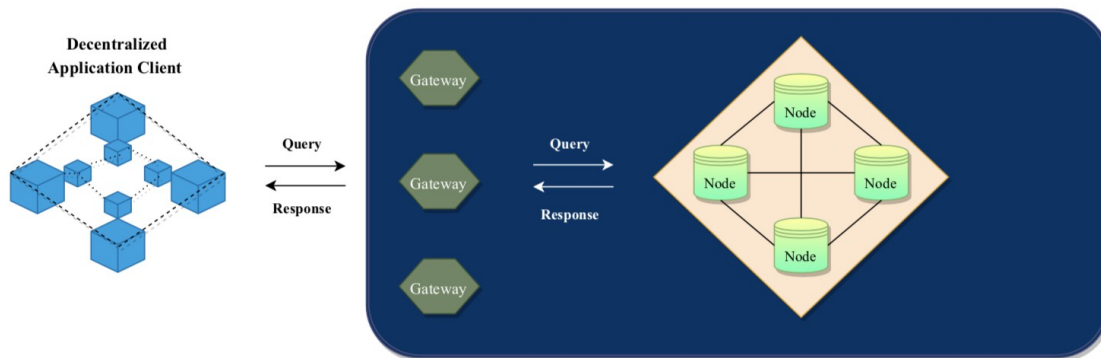 Decentralized
Application Client
Query
Response
Gateway
Gateway
Gateway
Query
Response
Node
Node
Node
Node